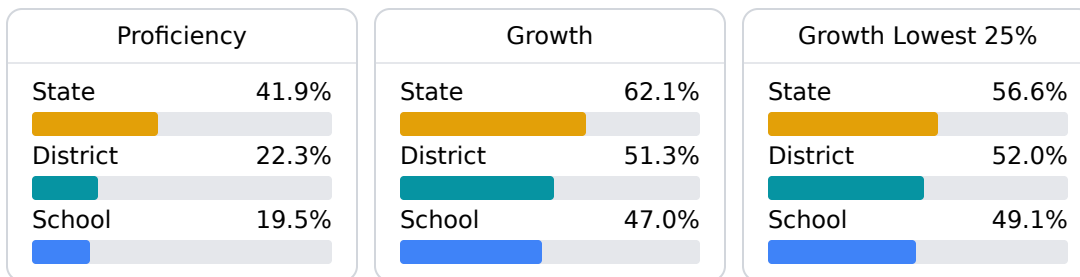 Proficiency
State 41.9%
District 22.3%
School 19.5%
Growth
State 62.1%
District 51.3%
School 47.0%
Growth Lowest 25%
State 56.6%
District 52.0%
School 49.1%